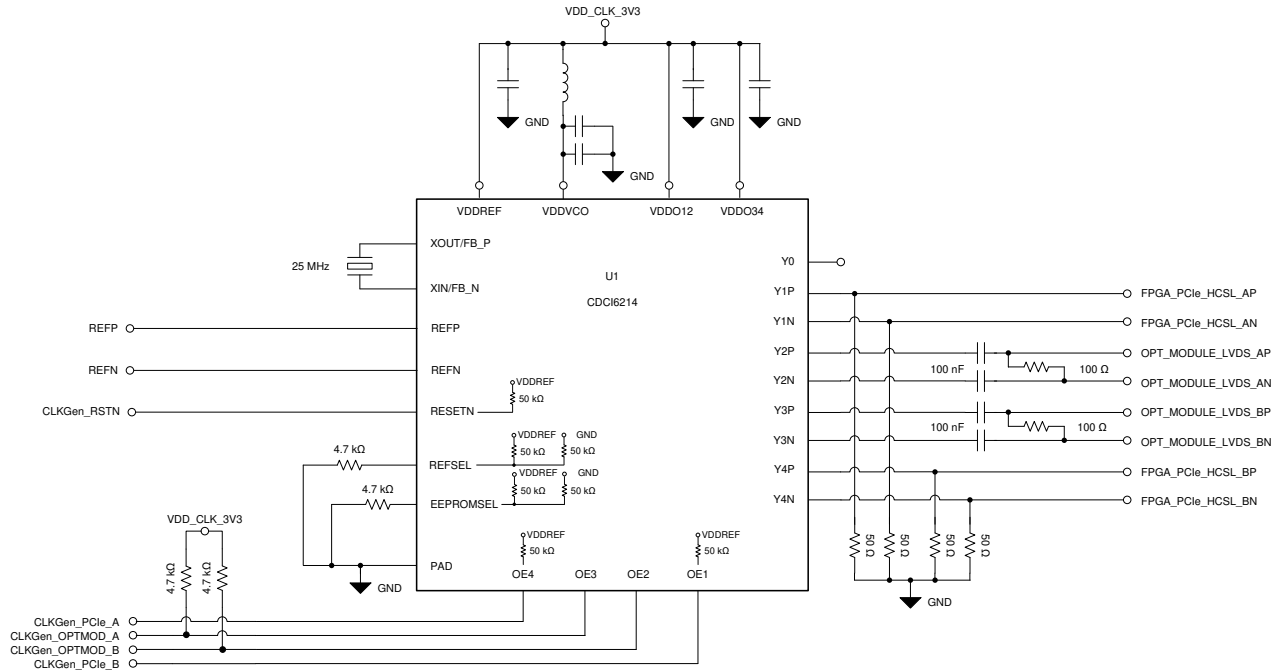 VDD_CLK_3V3
GND
GND
GND
GND
VDDREF
VDDVCO
VDDO12
VDDO34
XOUT/FB_P
25 MHz
XIN/FB_N
U1
CDCI6214
Y0
Y1P
FPGA_PCIe_HCSL_AP
Y1N
FPGA_PCIe_HCSL_AN
REFP
REFP
Y2P
OPT_MODULE_LVDS_AP
100 nF
100 Ω
REFN
REFN
Y2N
OPT_MODULE_LVDS_AN
VDDREF
50 kΩ
CLKGen_RSTN
RESETN
Y3P
OPT_MODULE_LVDS_BP
100 nF
100 Ω
Y3N
OPT_MODULE_LVDS_BN
4.7 kΩ
REFSEL
VDDREF
GND
50 kΩ
50 kΩ
Y4P
FPGA_PCIe_HCSL_BP
4.7 kΩ
EEPROMSEL
VDDREF
GND
50 kΩ
50 kΩ
Y4N
FPGA_PCIe_HCSL_BN
VDD_CLK_3V3
4.7 kΩ
4.7 kΩ
VDDREF
50 kΩ
VDDREF
50 kΩ
50 Ω
50 Ω
50 Ω
50 Ω
PAD
GND
OE4
OE3
OE2
OE1
GND
CLKGen_PCIe_A
CLKGen_OPTMOD_A
CLKGen_OPTMOD_B
CLKGen_PCIe_B